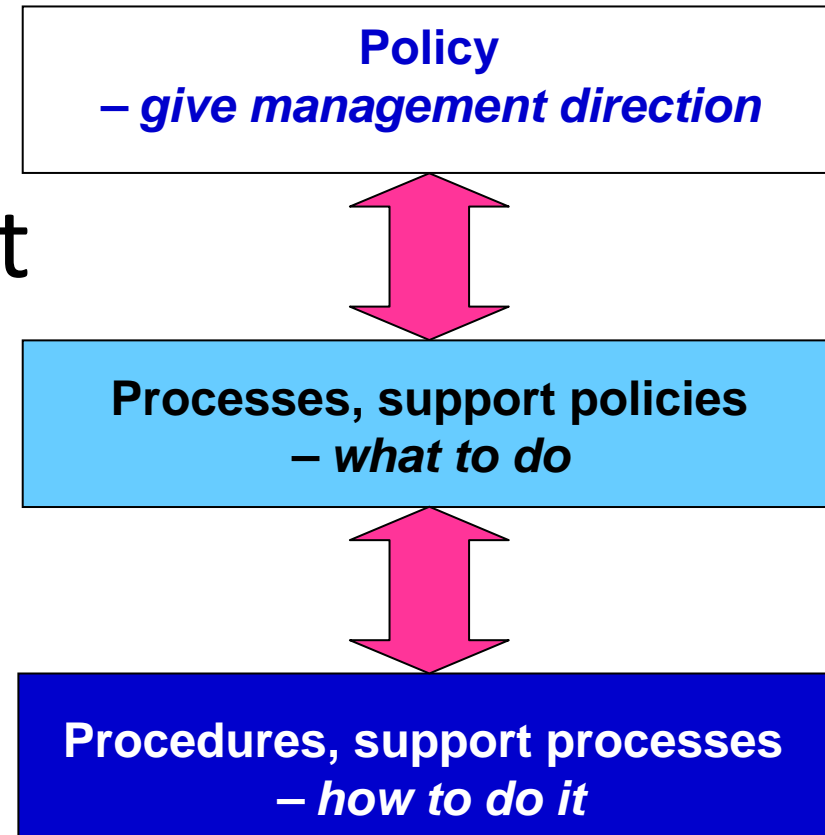 Policy
– give management direction
t
Processes, support policies
– what to do
Procedures, support processes
– how to do it